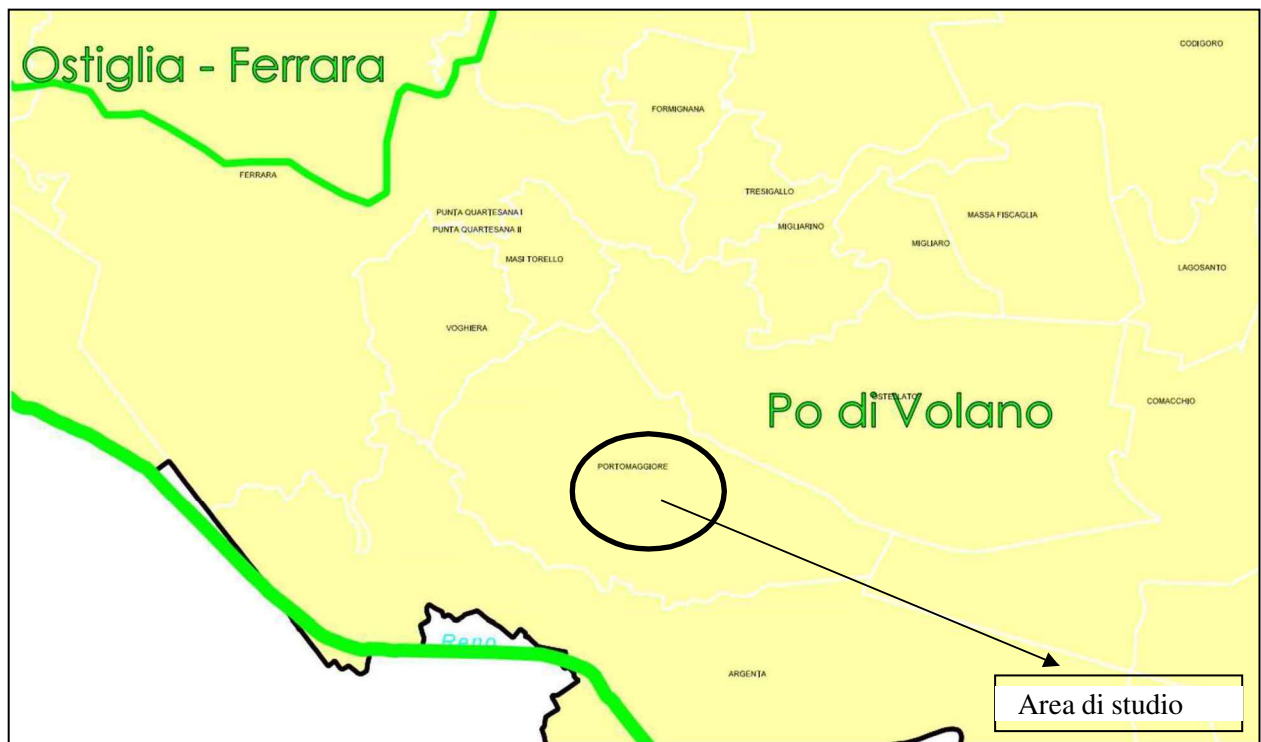 CODIGORO
Ostiglia - Ferrara
FORMIGNANA
FERRARA
TRESIGALLO
PUNTA QUARTESANA I
MASSA FISCAGLIA
MIGLIARINO
PUNTA QUARTESANA II
MIGLIARO
MASI TORELLO
LAGOSANTO
VOGHIERA
OSTELLATO
COMACCHIO
Po di Volano
PORTOMAGGIORE
Reno
ARGENTA
Area di studio